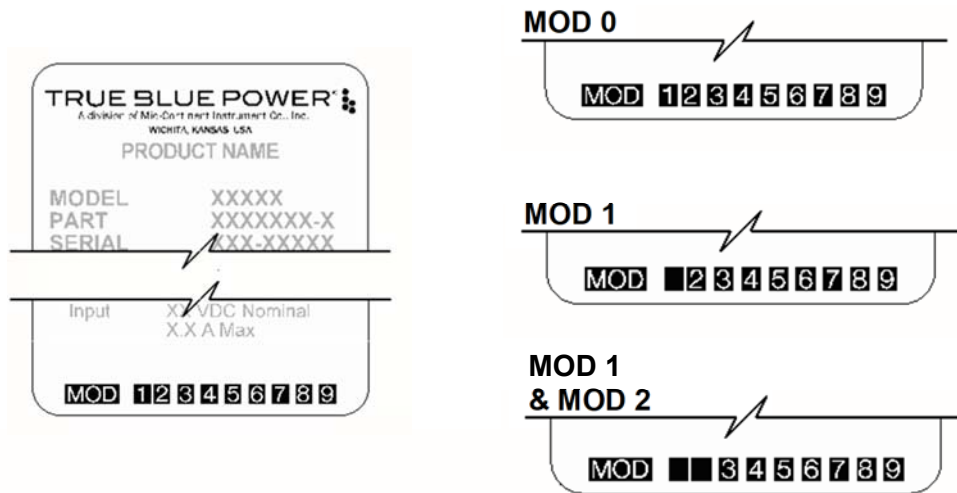 TRUE BLUE POWER
A division of Mid-Continent Instrument Co., Inc.
WICHITA, KANSAS USA
PRODUCT NAME
MODEL XXXXX
PART XXXXXXX-X
SERIAL XXX-XXXXX
Input XX VDC Nominal
X.X A Max
MOD 1 2 3 4 5 6 7 8 9
MOD 0
MOD 1 2 3 4 5 6 7 8 9
MOD 1
MOD 2 3 4 5 6 7 8 9
MOD 1
& MOD 2
MOD 3 4 5 6 7 8 9